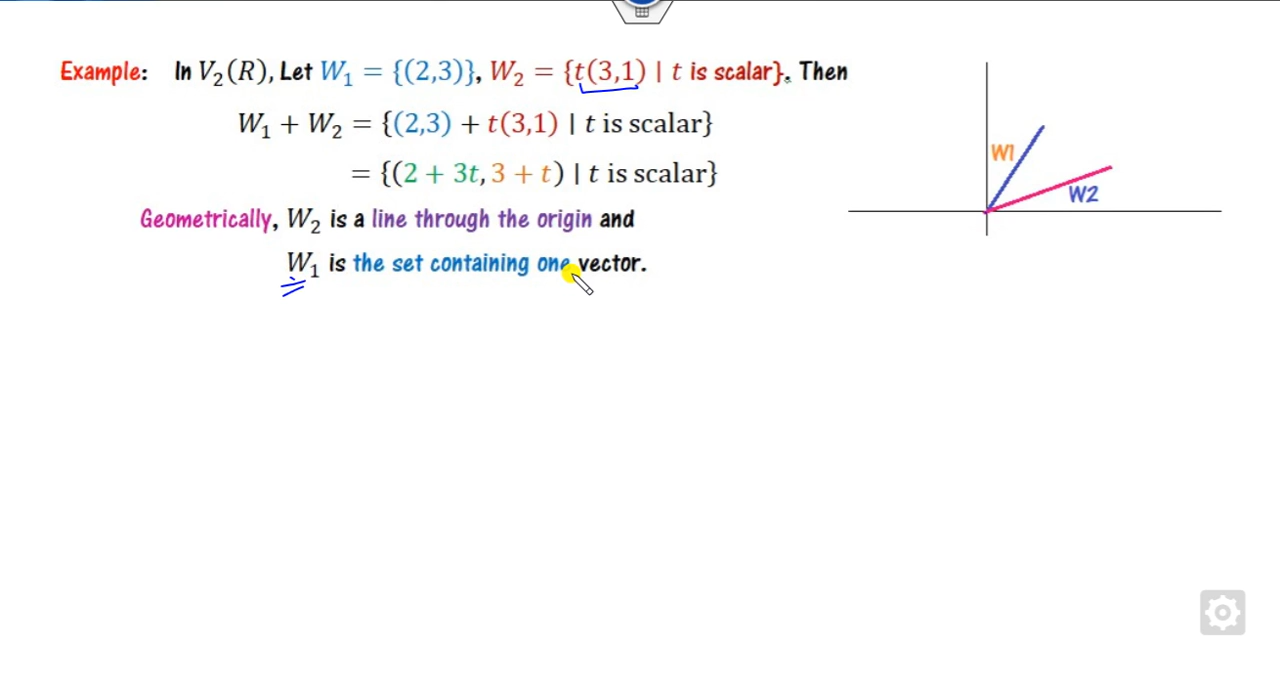 Example: In V₂(R), Let W₁ = {(2,3)}, W₂ = {t(3,1) | t is scalar}. Then
W₁ + W₂ = {(2,3) + t(3,1) | t is scalar}
= {(2 + 3t, 3 + t) | t is scalar}
Geometrically, W₂ is a line through the origin and
W₁ is the set containing one vector.
W1
W2